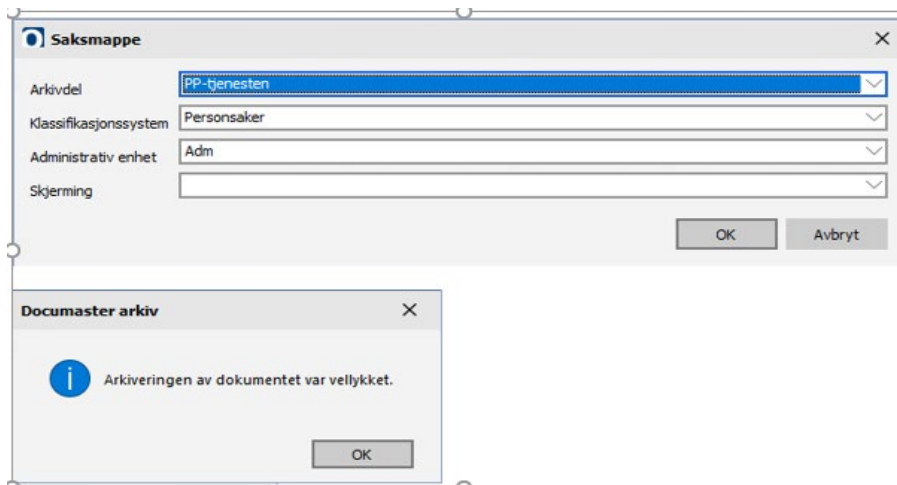 Saksmappe
Arkivdel PP-tjenesten
Klassifikasjonssystem Personsaker
Administrativ enhet Adm
Skjerming
OK Avbryt
Documaster arkiv
Arkiveringen av dokumentet var vellykket.
OK